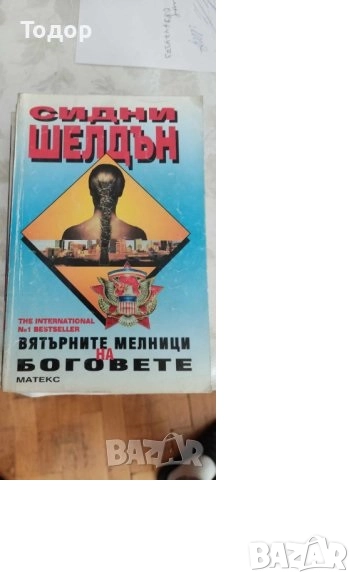 Тодор
СИДНИ
ШЕЛДЪН
THE INTERNATIONAL
№1 BESTSELLER
ВЯТЪРНИТЕ МЕЛНИЦИ
НА
БОГОВЕТЕ
МАТЕКС
BAZAR
BAZAR